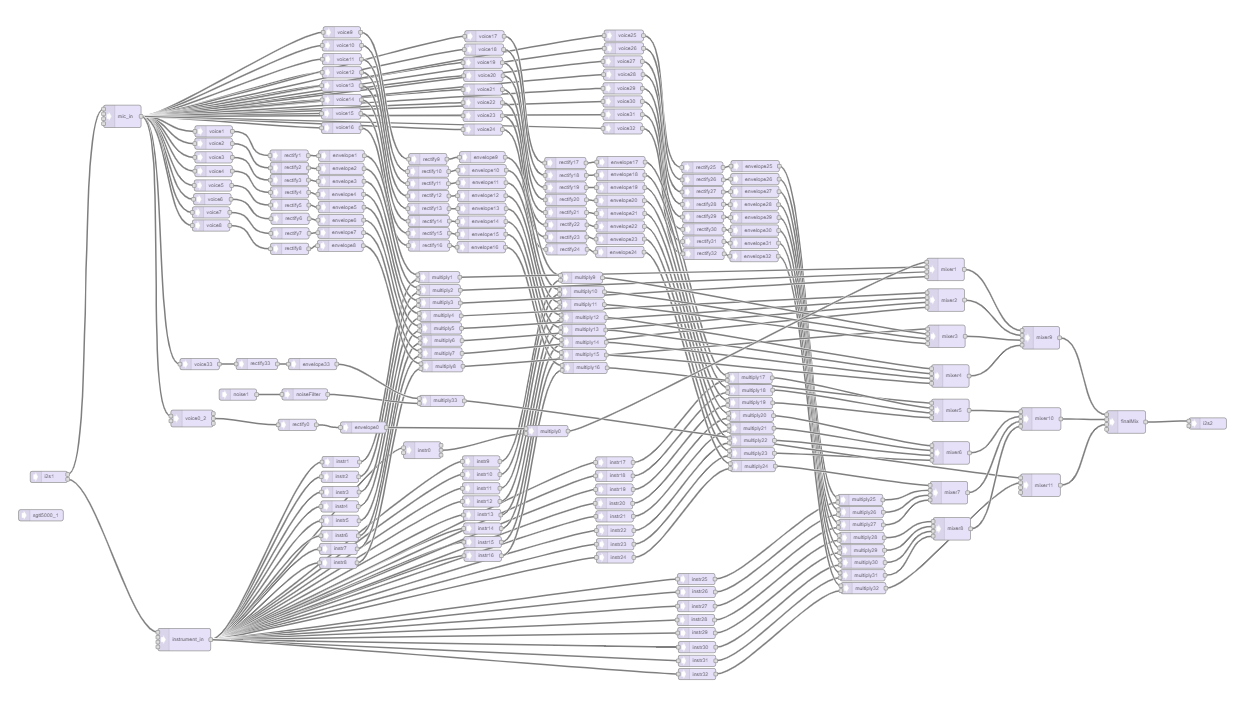 voice9
voice10
voice11
voice12
voice13
voice14
voice15
voice16
voice17
voice18
voice19
voice20
voice21
voice22
voice23
voice24
voice25
voice26
voice27
voice28
voice29
voice30
voice31
voice32
mic_in
voice1
voice2
voice3
voice4
voice5
voice6
voice7
voice8
rectify1
rectify2
rectify3
rectify4
rectify5
rectify6
rectify7
rectify8
envelope1
envelope2
envelope3
envelope4
envelope5
envelope6
envelope7
envelope8
rectify9
rectify10
rectify11
rectify12
rectify13
rectify14
rectify15
rectify16
envelope9
envelope10
envelope11
envelope12
envelope13
envelope14
envelope15
envelope16
rectify17
rectify18
rectify19
rectify20
rectify21
rectify22
rectify23
rectify24
envelope17
envelope18
envelope19
envelope20
envelope21
envelope22
envelope23
envelope24
rectify25
rectify26
rectify27
rectify28
rectify29
rectify30
rectify31
rectify32
envelope25
envelope26
envelope27
envelope28
envelope29
envelope30
envelope31
envelope32
multiply1
multiply2
multiply3
multiply4
multiply5
multiply6
multiply7
multiply8
multiply9
multiply10
multiply11
multiply12
multiply13
multiply14
multiply15
multiply16
mixer1
mixer2
mixer3
mixer4
mixer9
voice33
rectify33
envelope33
noise1
noiseFilter
multiply33
multiply17
multiply18
multiply19
multiply20
multiply21
multiply22
multiply23
multiply24
mixer5
mixer6
mixer7
mixer8
mixer10
mixer11
finalMix
i2s2
voice0_2
rectify0
envelope0
multiply0
instr0
i2s1
sgtl5000_1
instr1
instr2
instr3
instr4
instr5
instr6
instr7
instr8
instr9
instr10
instr11
instr12
instr13
instr14
instr15
instr16
instr17
instr18
instr19
instr20
instr21
instr22
instr23
instr24
multiply25
multiply26
multiply27
multiply28
multiply29
multiply30
multiply31
multiply32
instr25
instr26
instr27
instr28
instr29
instr30
instr31
instr32
instrument_in